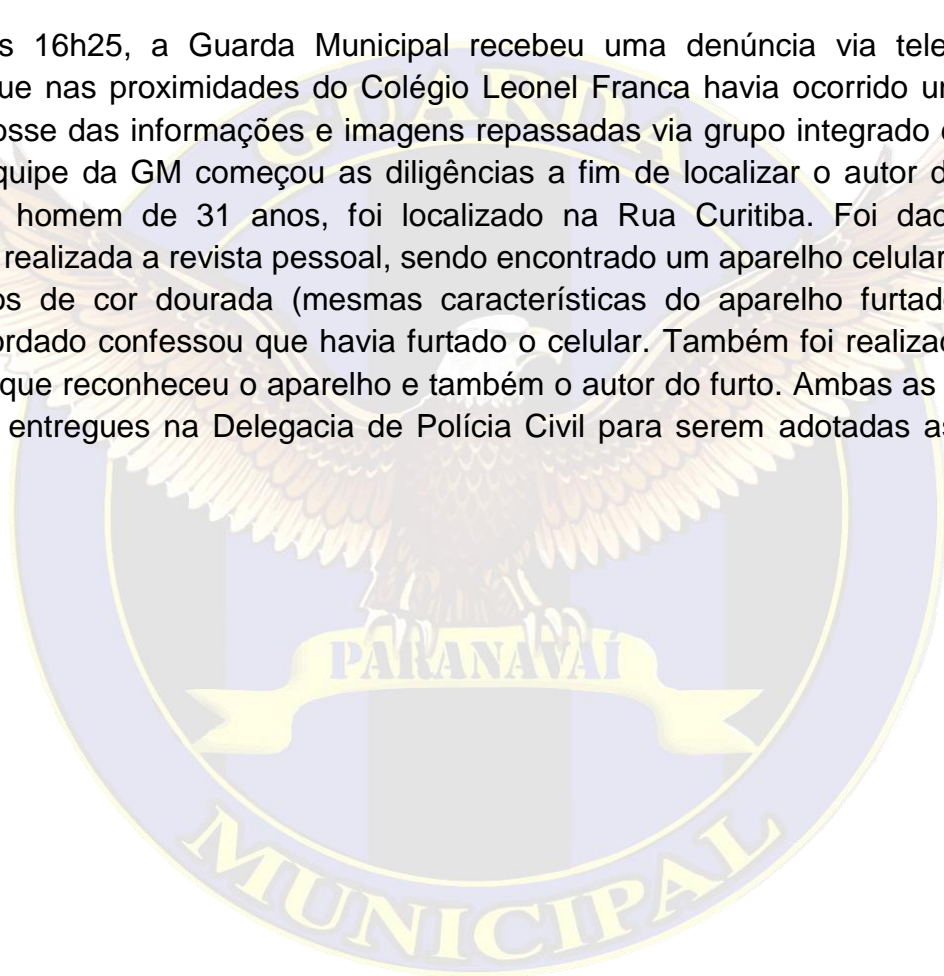 s 16h25, a Guarda Municipal recebeu uma denúncia via tele
ue nas proximidades do Colégio Leonel Franca havia ocorrido u
osse das informações e imagens repassadas via grupo integrado
quipe da GM começou as diligências a fim de localizar o autor d
homem de 31 anos, foi localizado na Rua Curitiba. Foi dad
realizada a revista pessoal, sendo encontrado um aparelho celular
os de cor dourada (mesmas características do aparelho furtad
ordado confessou que havia furtado o celular. Também foi realizad
que reconheceu o aparelho e também o autor do furto. Ambas as
entregues na Delegacia de Polícia Civil para serem adotadas as
GUARDA
PARANAVAÍ
MUNICIPAL